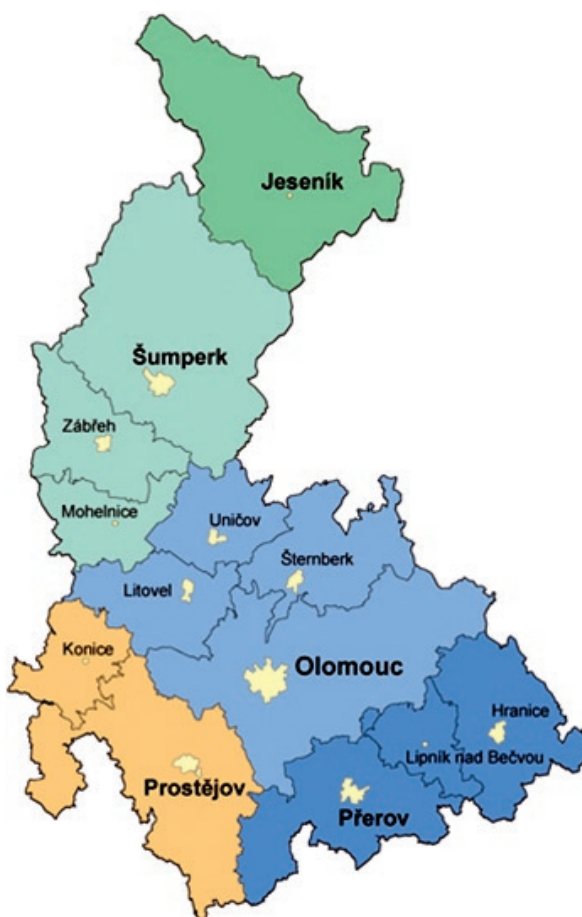 Jeseník
Šumperk
Zábřeh
Mohelnice
Uničov
Šternberk
Litovel
Konice
Olomouc
Hranice
Lipník nad Bečvou
Prostějov
Přerov